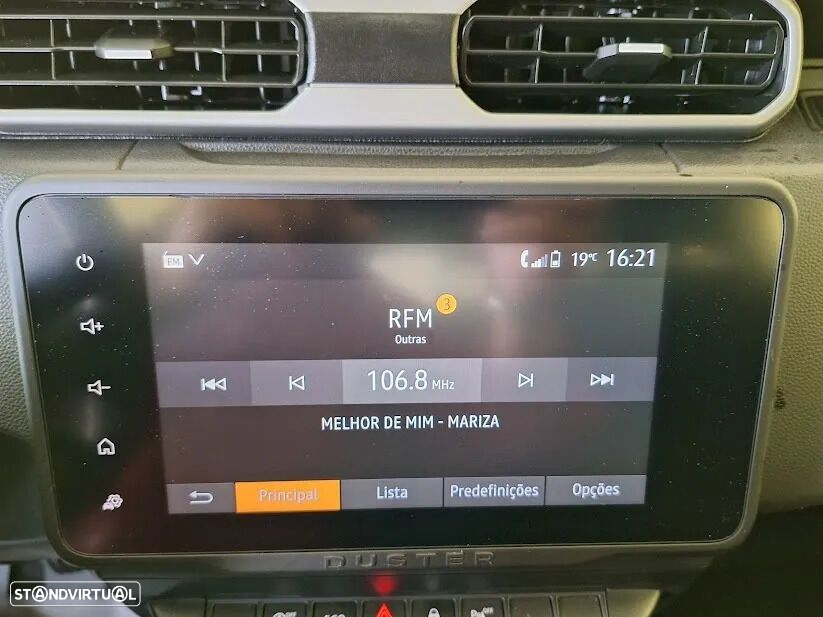 FM 19°C 16:21
RFM 3
Outras
106.8 MHz
MELHOR DE MIM - MARIZA
Principal Lista Predefinições Opções
DUSTER
STANDVIRTUAL